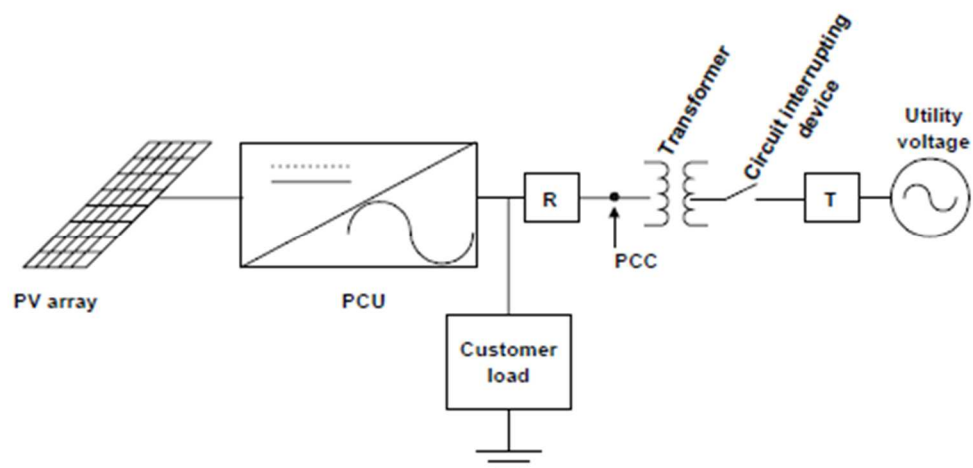 PV array
PCU
Customer
load
R
PCC
Transformer
Circuit interrupting
device
T
Utility
voltage